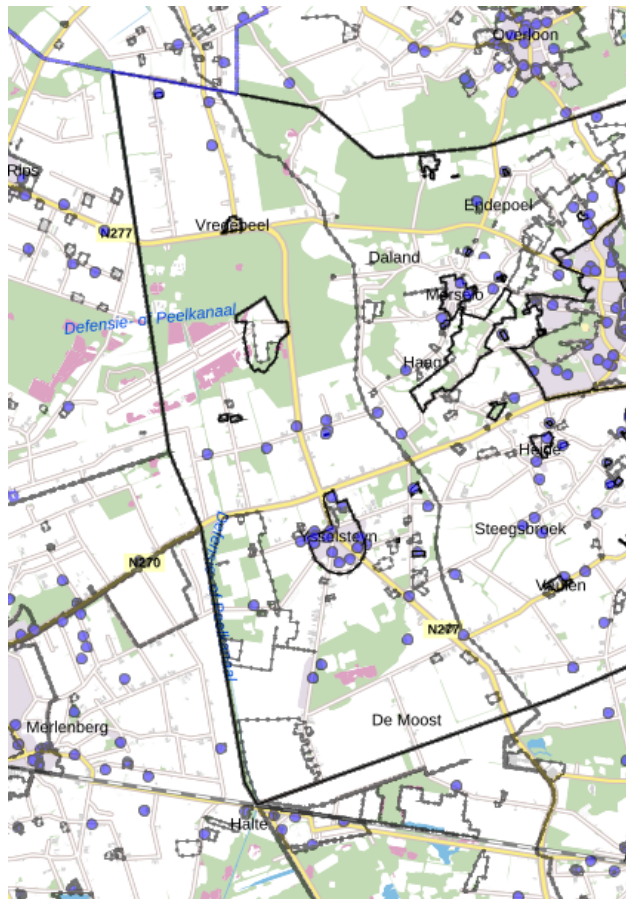 Overloon
Rips
Endepoel
Vredepeel
N277
Daland
Merselo
Defensie- of Peelkanaal
Haag
Heide
Steegsbroek
Ysselsteyn
Defensie- of Peelkanaal
N270
Veulen
N277
De Moost
Merlenberg
Halte